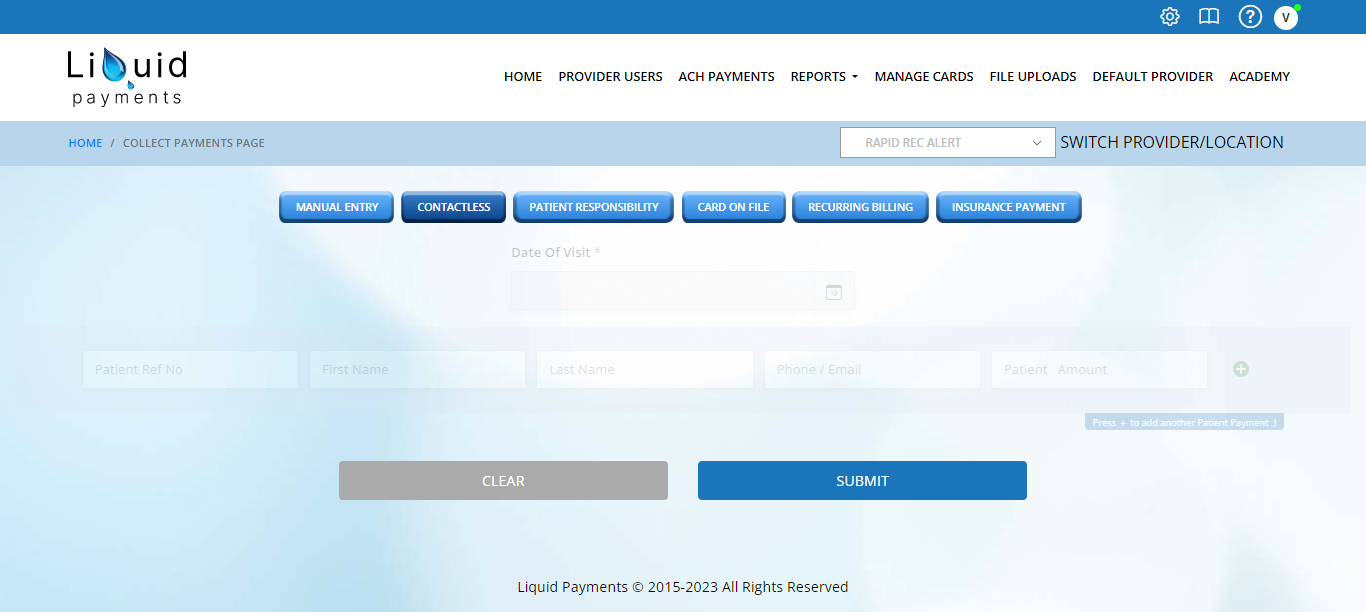 V
Liquid
payments
HOME PROVIDER USERS ACH PAYMENTS REPORTS MANAGE CARDS FILE UPLOADS DEFAULT PROVIDER ACADEMY
HOME / COLLECT PAYMENTS PAGE RAPID REC ALERT SWITCH PROVIDER/LOCATION
MANUAL ENTRY CONTACTLESS PATIENT RESPONSIBILITY CARD ON FILE RECURRING BILLING INSURANCE PAYMENT
Date Of Visit *
Patient Ref No First Name Last Name Phone / Email Patient Amount
Press + to add another Patient Payment :)
CLEAR SUBMIT
Liquid Payments © 2015-2023 All Rights Reserved